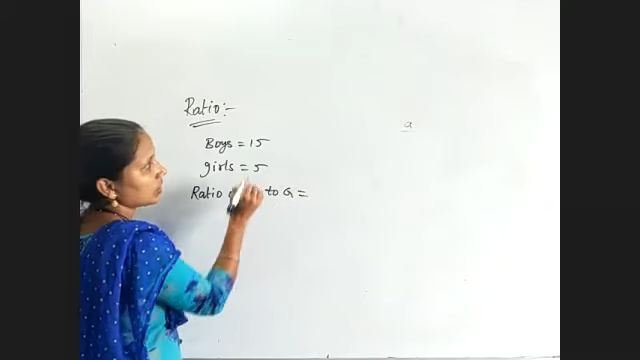 Ratio:-
Boys = 15
girls = 5
Ratio to G =
a